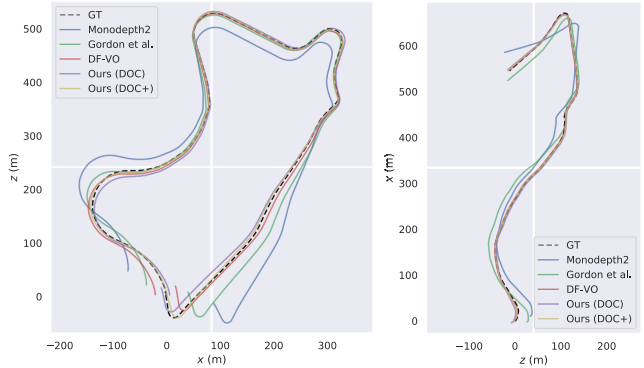 GT
Monodepth2
Gordon et al.
DF-VO
Ours (DOC)
Ours (DOC+)
500
400
300
200
100
0
z (m)
−200 −100 0 100 200 300
x (m)
600
500
400
300
200
100
0
x (m)
GT
Monodepth2
Gordon et al.
DF-VO
Ours (DOC)
Ours (DOC+)
−100 0 100 200
z (m)